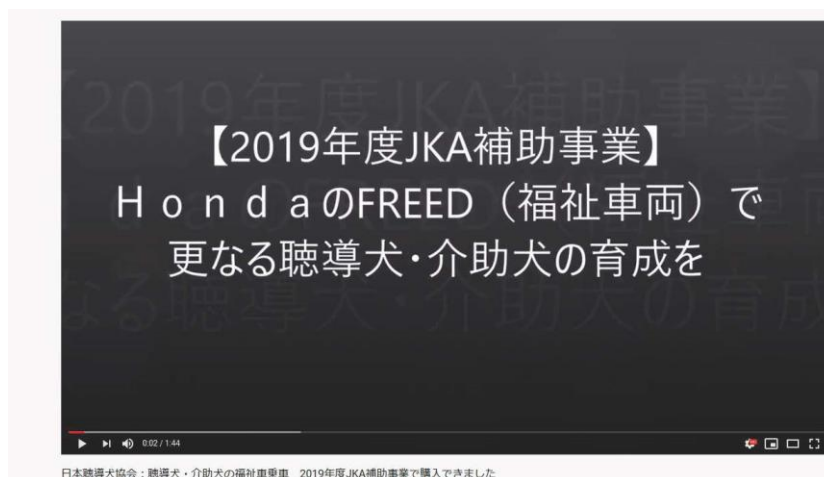 【2019年度JKA補助事業】
ＨｏｎｄａのFREED（福祉車両）で
更なる聴導犬・介助犬の育成を
0:02 / 1:44
日本聴導犬協会：聴導犬・介助犬の福祉車乗車　2019年度JKA補助事業で購入できました